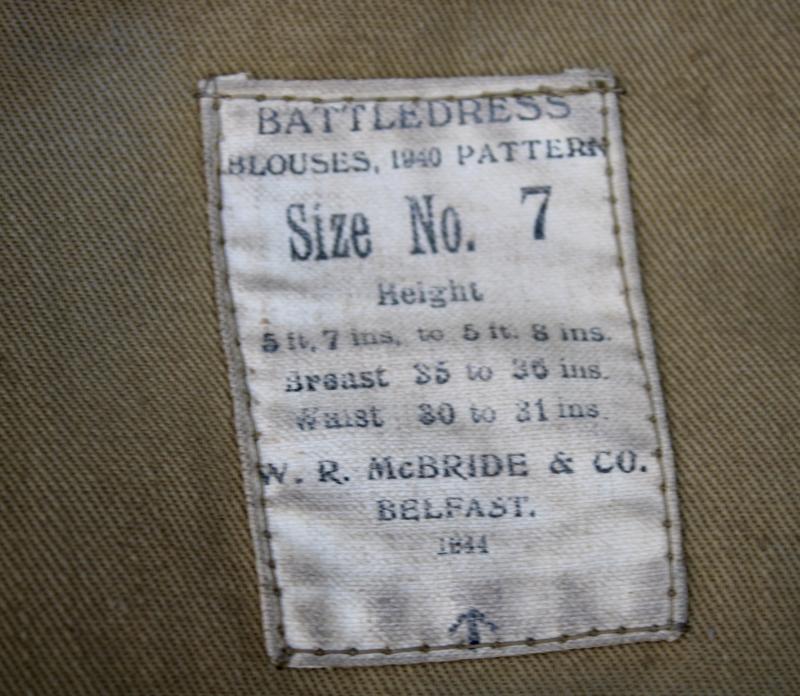 BATTLEDRESS
BLOUSES, 1940 PATTERN
Size No. 7
Height
5 ft. 7 ins. to 5 ft. 8 ins.
Breast 35 to 36 ins.
Waist 30 to 31 ins.
W. R. McBRIDE & CO.
BELFAST.
1944